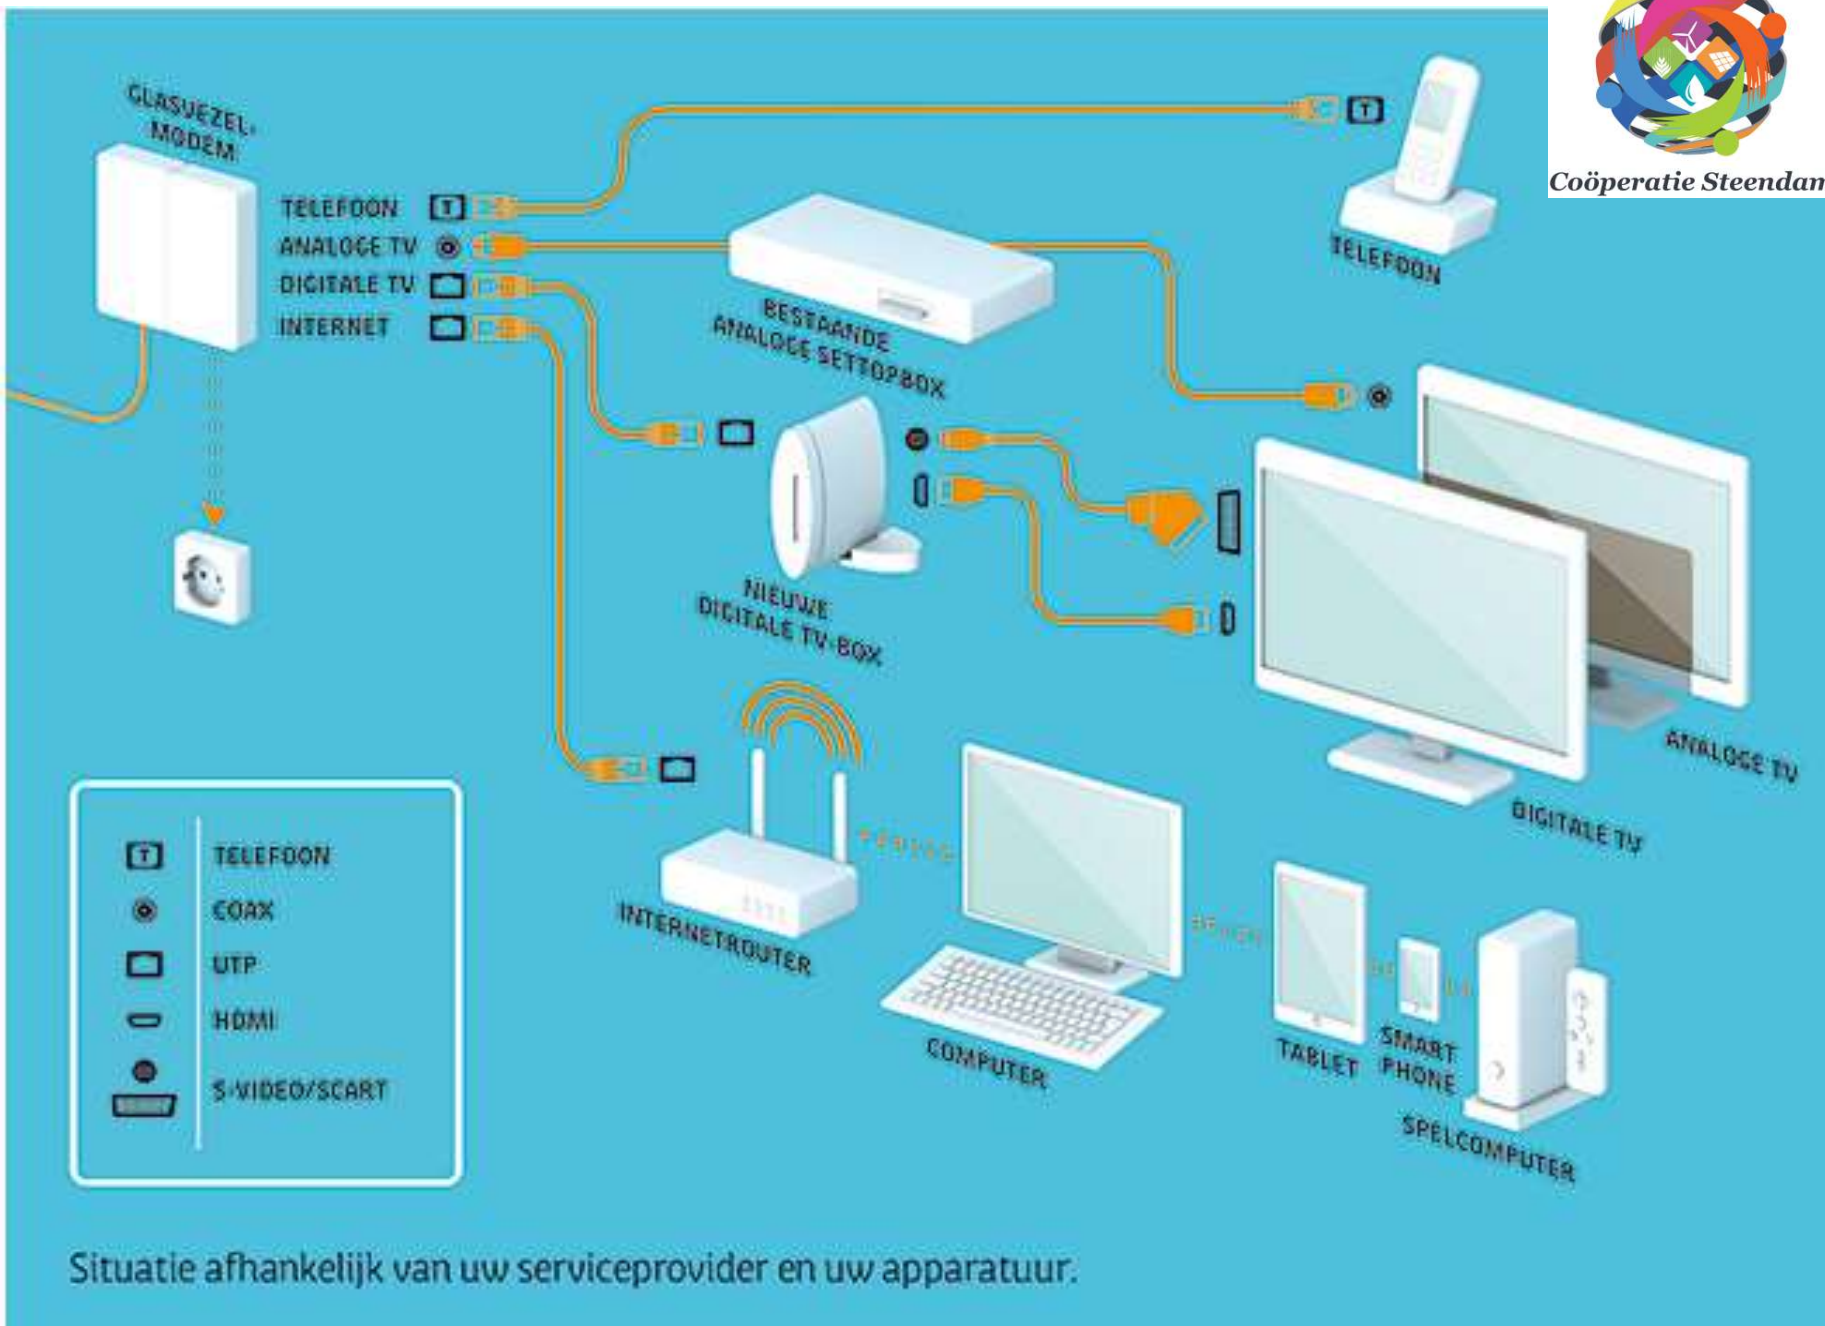 Coöperatie Steendam
GLASVEZEL-
MODEM
TELEFOON T
ANALOGE TV
DIGITALE TV
INTERNET
T
TELEFOON
BESTAANDE
ANALOGE SETTOPBOX
NIEUWE
DIGITALE TV-BOX
ANALOGE TV
DIGITALE TV
INTERNETROUTER
COMPUTER
TABLET
SMART
PHONE
SPELCOMPUTER
T TELEFOON
COAX
UTP
HDMI
S-VIDEO/SCART
Situatie afhankelijk van uw serviceprovider en uw apparatuur.